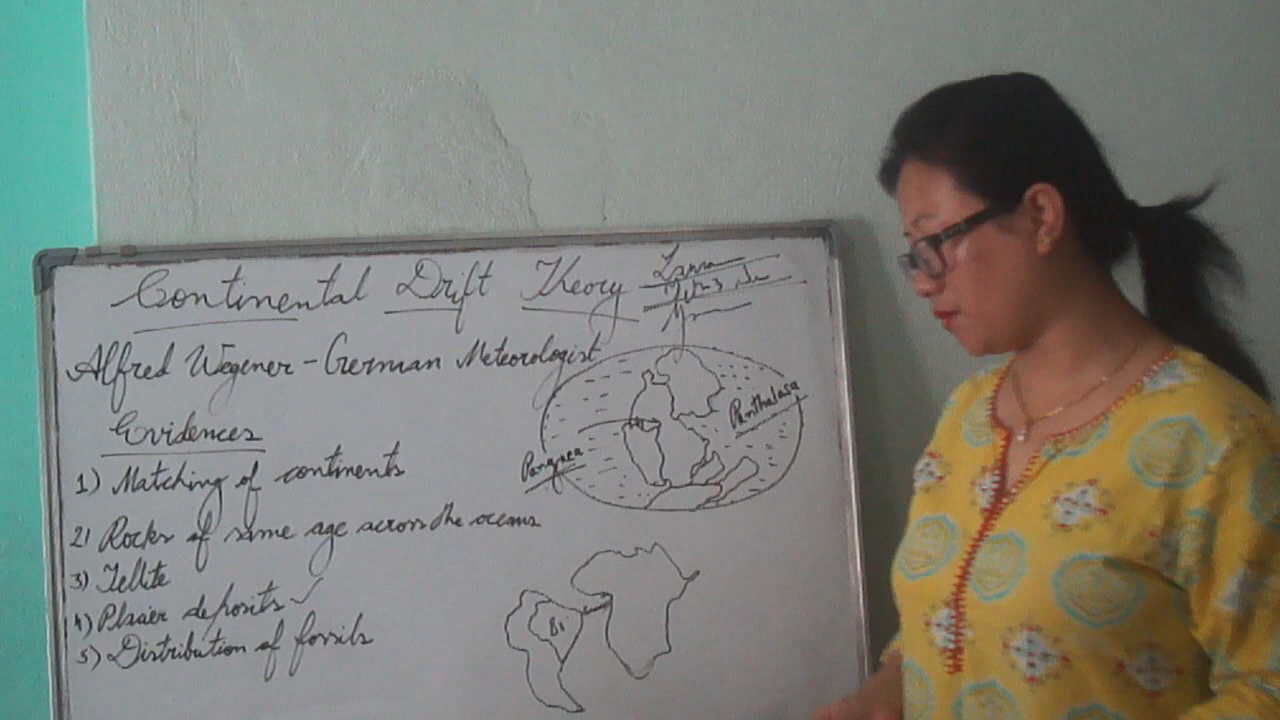 Continental Drift Theory
Alfred Wegener - German Meteorologist
Evidences
1) Matching of continents
2) Rocks of same age across the oceans
3) Tellite
4) Plsaer deposits ✓
5) Distribution of fossils
Pangaea
Panthalasa